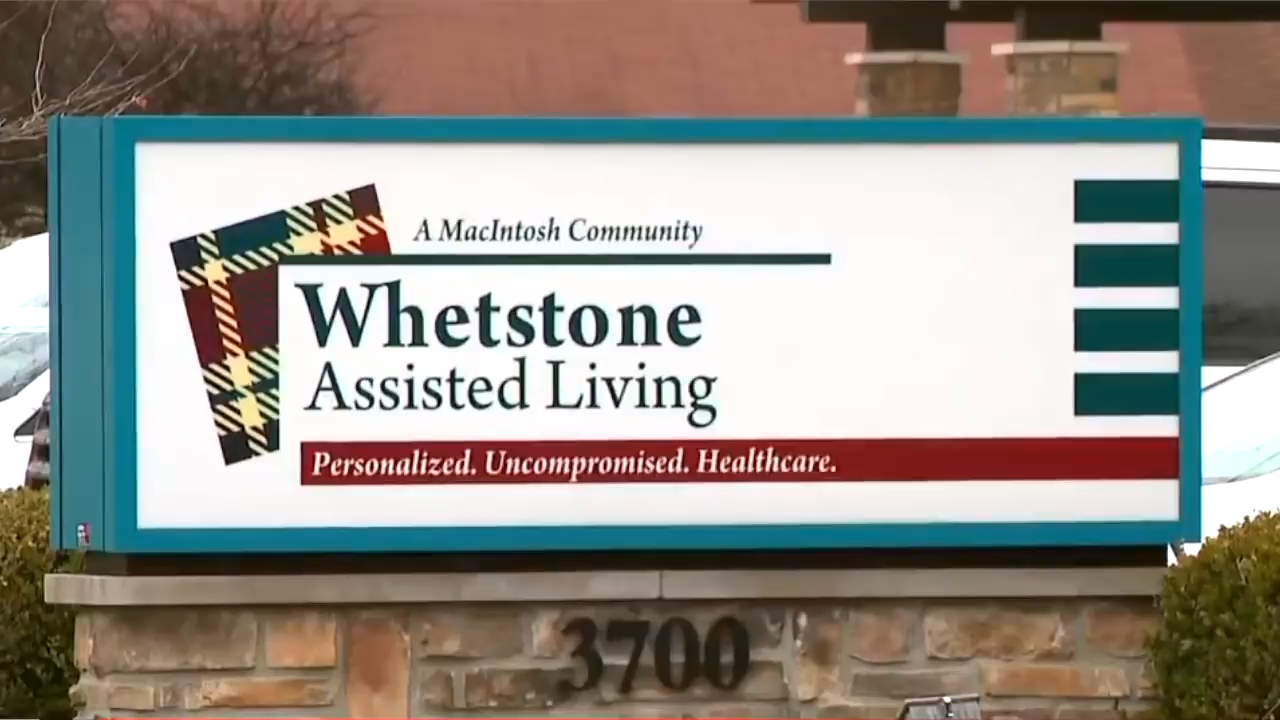 A MacIntosh Community
Whetstone
Assisted Living
Personalized. Uncompromised. Healthcare.
3700